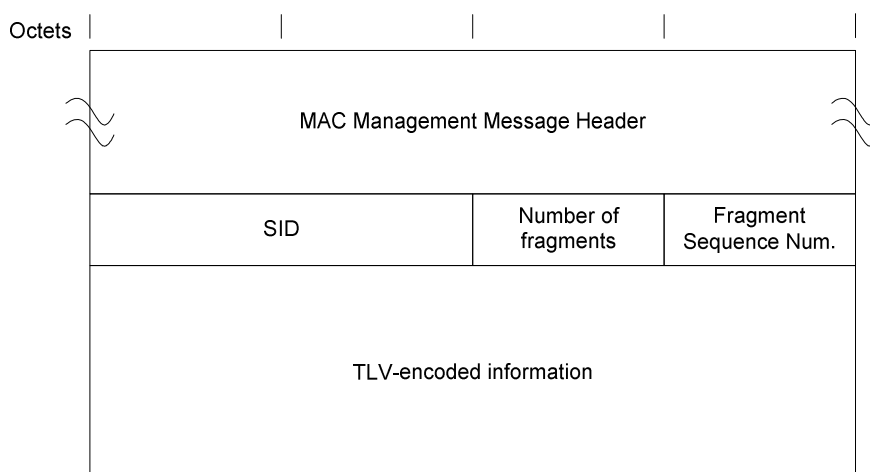 Octets
MAC Management Message Header
SID
Number of
fragments
Fragment
Sequence Num.
TLV-encoded information